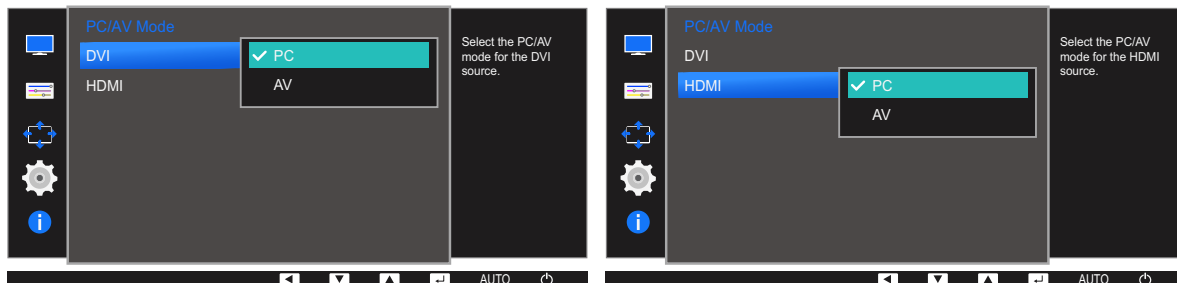 PC/AV Mode
DVI
PC
HDMI
AV
Select the PC/AV
mode for the DVI
source.
AUTO
PC/AV Mode
DVI
HDMI
PC
AV
Select the PC/AV
mode for the HDMI
source.
AUTO